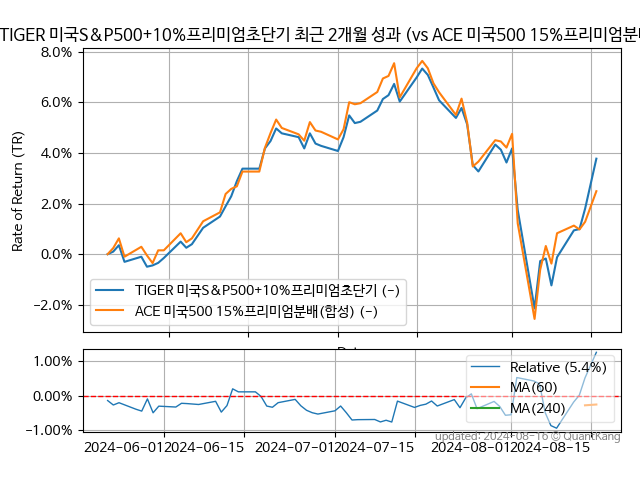 TIGER 미국S&P500+10%프리미엄초단기 최근 2개월 성과 (vs ACE 미국500 15%프리미엄분배
8.0%
6.0%
4.0%
2.0%
0.0%
−2.0%
Rate of Return (TR)
TIGER 미국S&P500+10%프리미엄초단기 (-)
ACE 미국500 15%프리미엄분배(합성) (-)
1.00%
0.00%
−1.00%
Relative (5.4%)
MA(60)
MA(240)
updated: 2024-08-16 © QuantKang
2024-06-01 2024-06-15 2024-07-01 2024-07-15 2024-08-01 2024-08-15